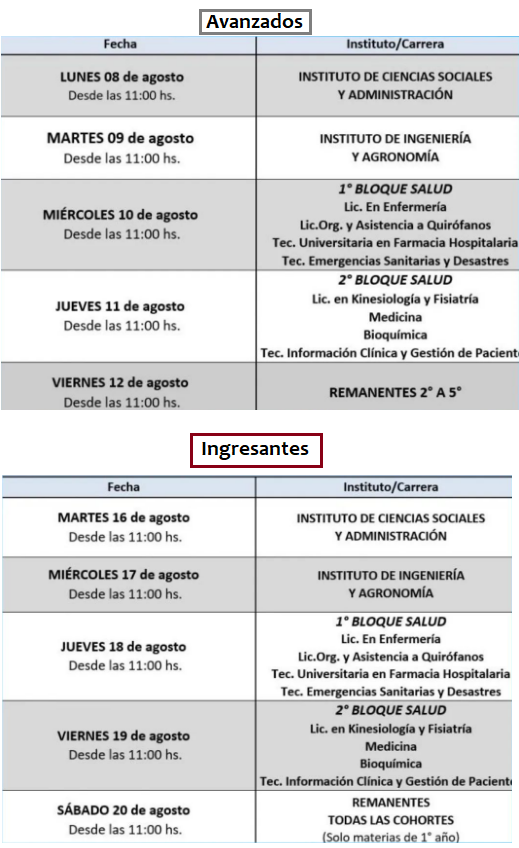 Avanzados
Fecha
Instituto/Carrera
LUNES 08 de agosto
Desde las 11:00 hs.
INSTITUTO DE CIENCIAS SOCIALES
Y ADMINISTRACIÓN
MARTES 09 de agosto
Desde las 11:00 hs.
INSTITUTO DE INGENIERÍA
Y AGRONOMÍA
MIÉRCOLES 10 de agosto
Desde las 11:00 hs.
1° BLOQUE SALUD
Lic. En Enfermería
Lic.Org. y Asistencia a Quirófanos
Tec. Universitaria en Farmacia Hospitalaria
Tec. Emergencias Sanitarias y Desastres
JUEVES 11 de agosto
Desde las 11:00 hs.
2° BLOQUE SALUD
Lic. en Kinesiología y Fisiatría
Medicina
Bioquímica
Tec. Información Clínica y Gestión de Paciente
VIERNES 12 de agosto
Desde las 11:00 hs.
REMANENTES 2° A 5°
Ingresantes
Fecha
Instituto/Carrera
MARTES 16 de agosto
Desde las 11:00 hs.
INSTITUTO DE CIENCIAS SOCIALES
Y ADMINISTRACIÓN
MIÉRCOLES 17 de agosto
Desde las 11:00 hs.
INSTITUTO DE INGENIERÍA
Y AGRONOMÍA
JUEVES 18 de agosto
Desde las 11:00 hs.
1° BLOQUE SALUD
Lic. En Enfermería
Lic.Org. y Asistencia a Quirófanos
Tec. Universitaria en Farmacia Hospitalaria
Tec. Emergencias Sanitarias y Desastres
VIERNES 19 de agosto
Desde las 11:00 hs.
2° BLOQUE SALUD
Lic. en Kinesiología y Fisiatría
Medicina
Bioquímica
Tec. Información Clínica y Gestión de Paciente
SÁBADO 20 de agosto
Desde las 11:00 hs.
REMANENTES
TODAS LAS COHORTES
(Solo materias de 1° año)